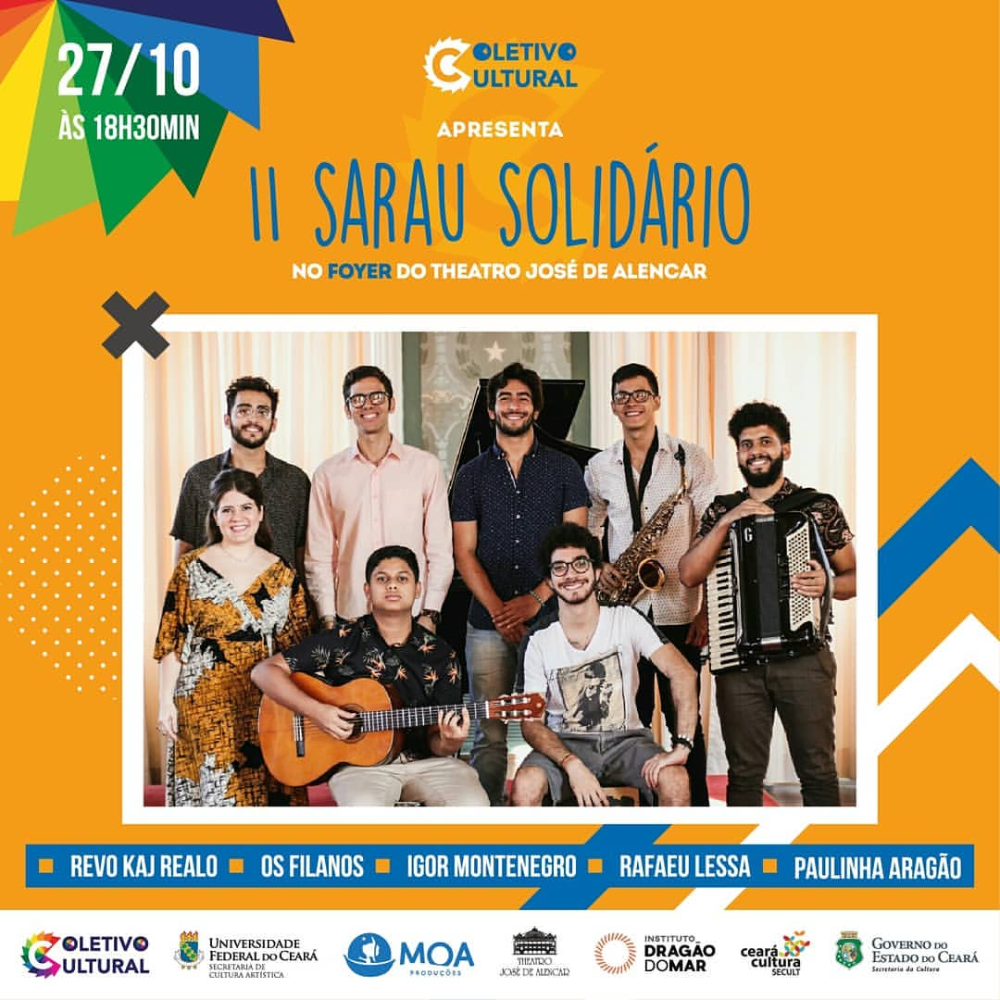 27/10
ÀS 18H30MIN
COLETIVO
CULTURAL
APRESENTA
II SARAU SOLIDÁRIO
NO FOYER DO THEATRO JOSÉ DE ALENCAR
G
REVO KAJ REALO
OS FILANOS
IGOR MONTENEGRO
RAFAEU LESSA
PAULINHA ARAGÃO
COLETIVO
CULTURAL
UNIVERSIDADE
FEDERAL DO CEARÁ
SECRETARIA DE
CULTURA ARTÍSTICA
MOA
PRODUÇÕES
THEATRO
JOSÉ DE ALENCAR
INSTITUTO
DRAGÃO
DOMAR
ceará
cultura
SECULT
GOVERNO DO
ESTADO DO CEARÁ
Secretaria da Cultura